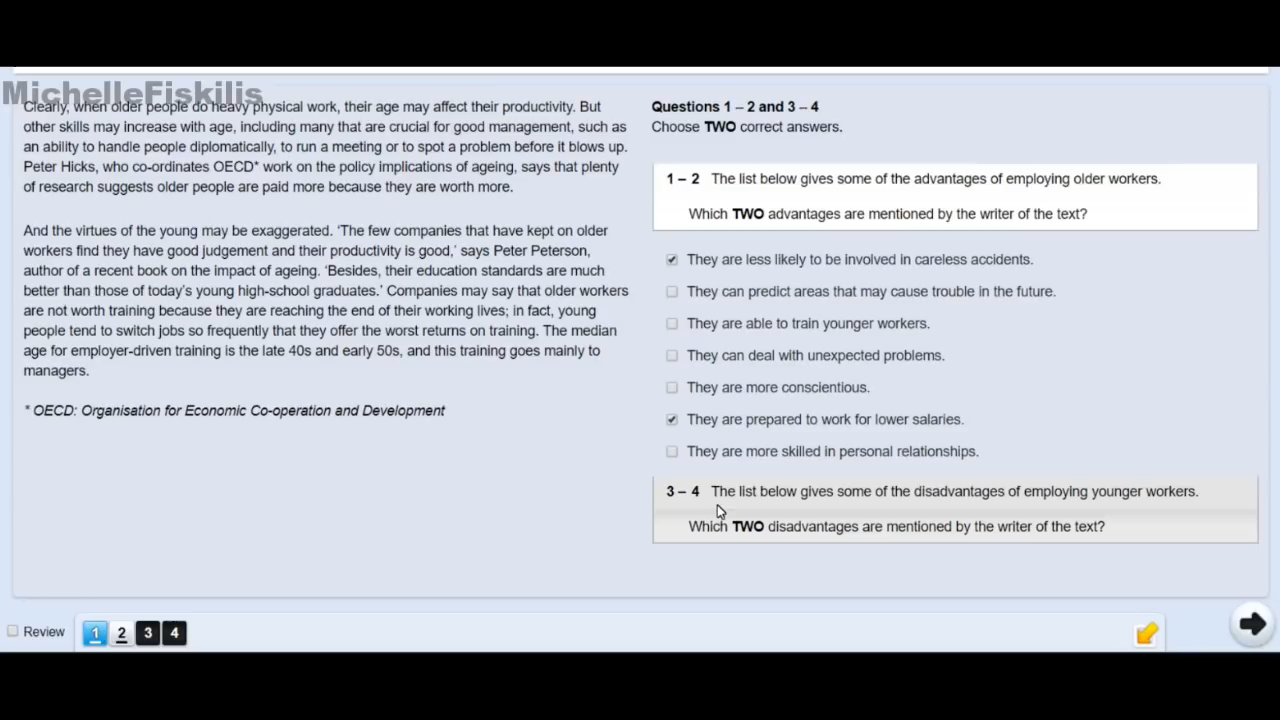 MichelleFiskilis
Clearly, when older people do heavy physical work, their age may affect their productivity. But
other skills may increase with age, including many that are crucial for good management, such as
an ability to handle people diplomatically, to run a meeting or to spot a problem before it blows up.
Peter Hicks, who co-ordinates OECD* work on the policy implications of ageing, says that plenty
of research suggests older people are paid more because they are worth more.
And the virtues of the young may be exaggerated. ‘The few companies that have kept on older
workers find they have good judgement and their productivity is good,’ says Peter Peterson,
author of a recent book on the impact of ageing. ‘Besides, their education standards are much
better than those of today’s young high-school graduates.’ Companies may say that older workers
are not worth training because they are reaching the end of their working lives; in fact, young
people tend to switch jobs so frequently that they offer the worst returns on training. The median
age for employer-driven training is the late 40s and early 50s, and this training goes mainly to
managers.
* OECD: Organisation for Economic Co-operation and Development
Questions 1 – 2 and 3 – 4
Choose TWO correct answers.
1 – 2 The list below gives some of the advantages of employing older workers.
Which TWO advantages are mentioned by the writer of the text?
They are less likely to be involved in careless accidents.
They can predict areas that may cause trouble in the future.
They are able to train younger workers.
They can deal with unexpected problems.
They are more conscientious.
They are prepared to work for lower salaries.
They are more skilled in personal relationships.
3 – 4 The list below gives some of the disadvantages of employing younger workers.
Which TWO disadvantages are mentioned by the writer of the text?
Review 1 2 3 4